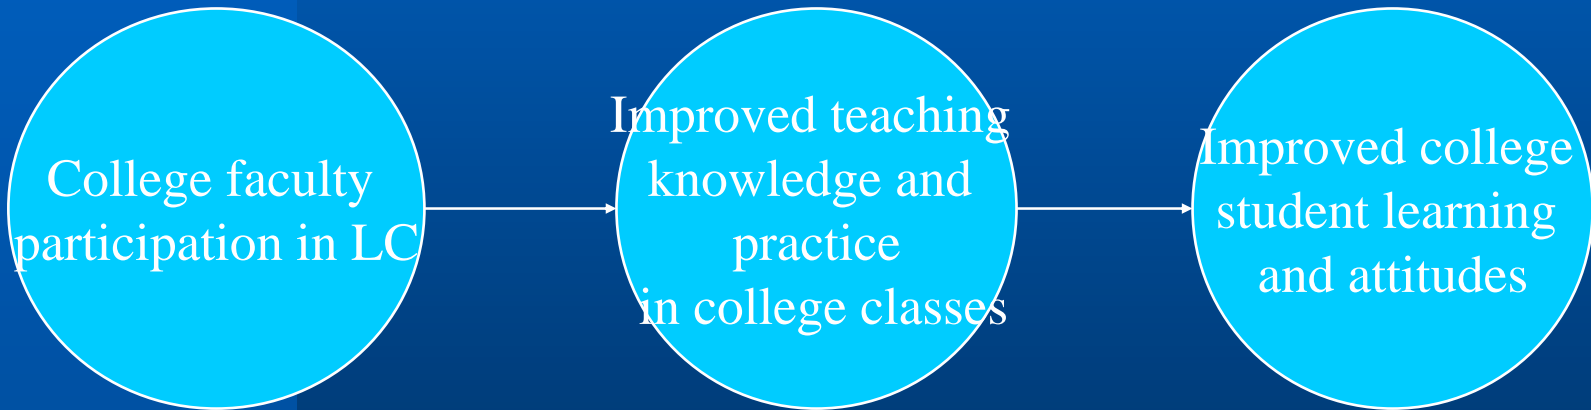 College faculty
participation in LC
Improved teaching
knowledge and
practice
in college classes
Improved college
student learning
and attitudes